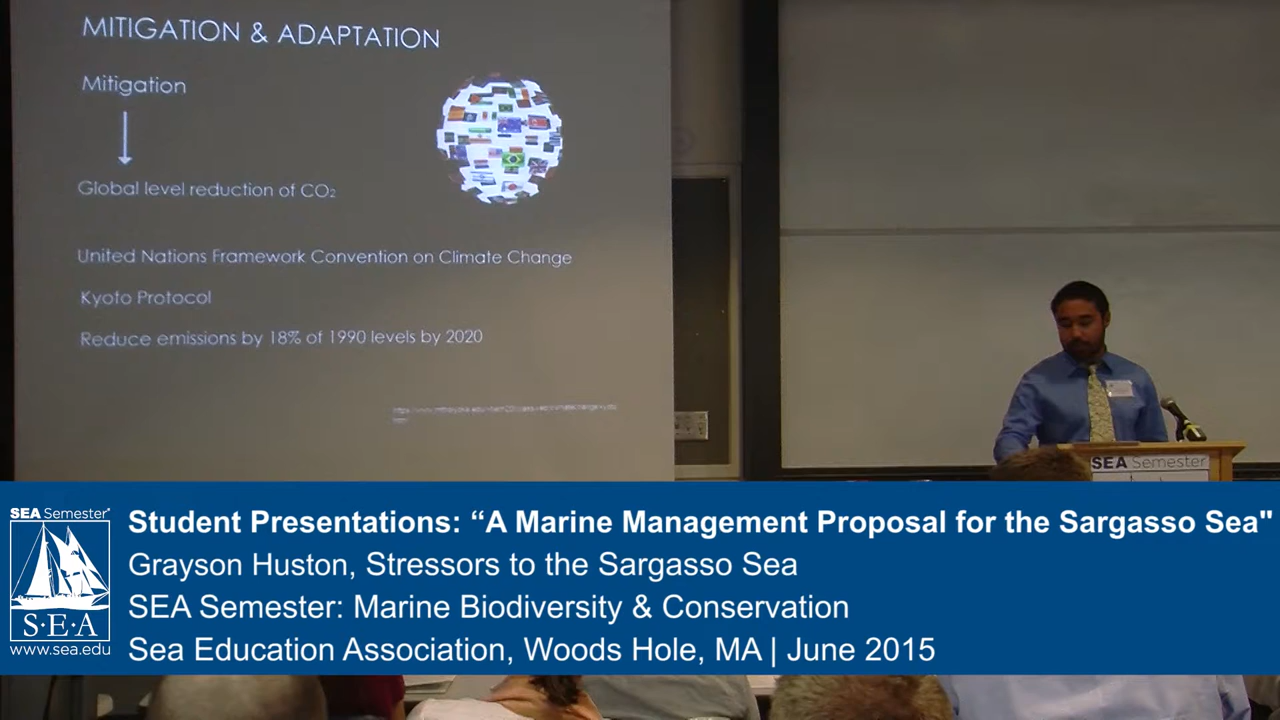 MITIGATION & ADAPTATION
Mitigation
Global level reduction of CO₂
United Nations Framework Convention on Climate Change
Kyoto Protocol
Reduce emissions by 18% of 1990 levels by 2020
SEA Semester
SEA Semester®
S·E·A
www.sea.edu
Student Presentations: “A Marine Management Proposal for the Sargasso Sea"
Grayson Huston, Stressors to the Sargasso Sea
SEA Semester: Marine Biodiversity & Conservation
Sea Education Association, Woods Hole, MA | June 2015